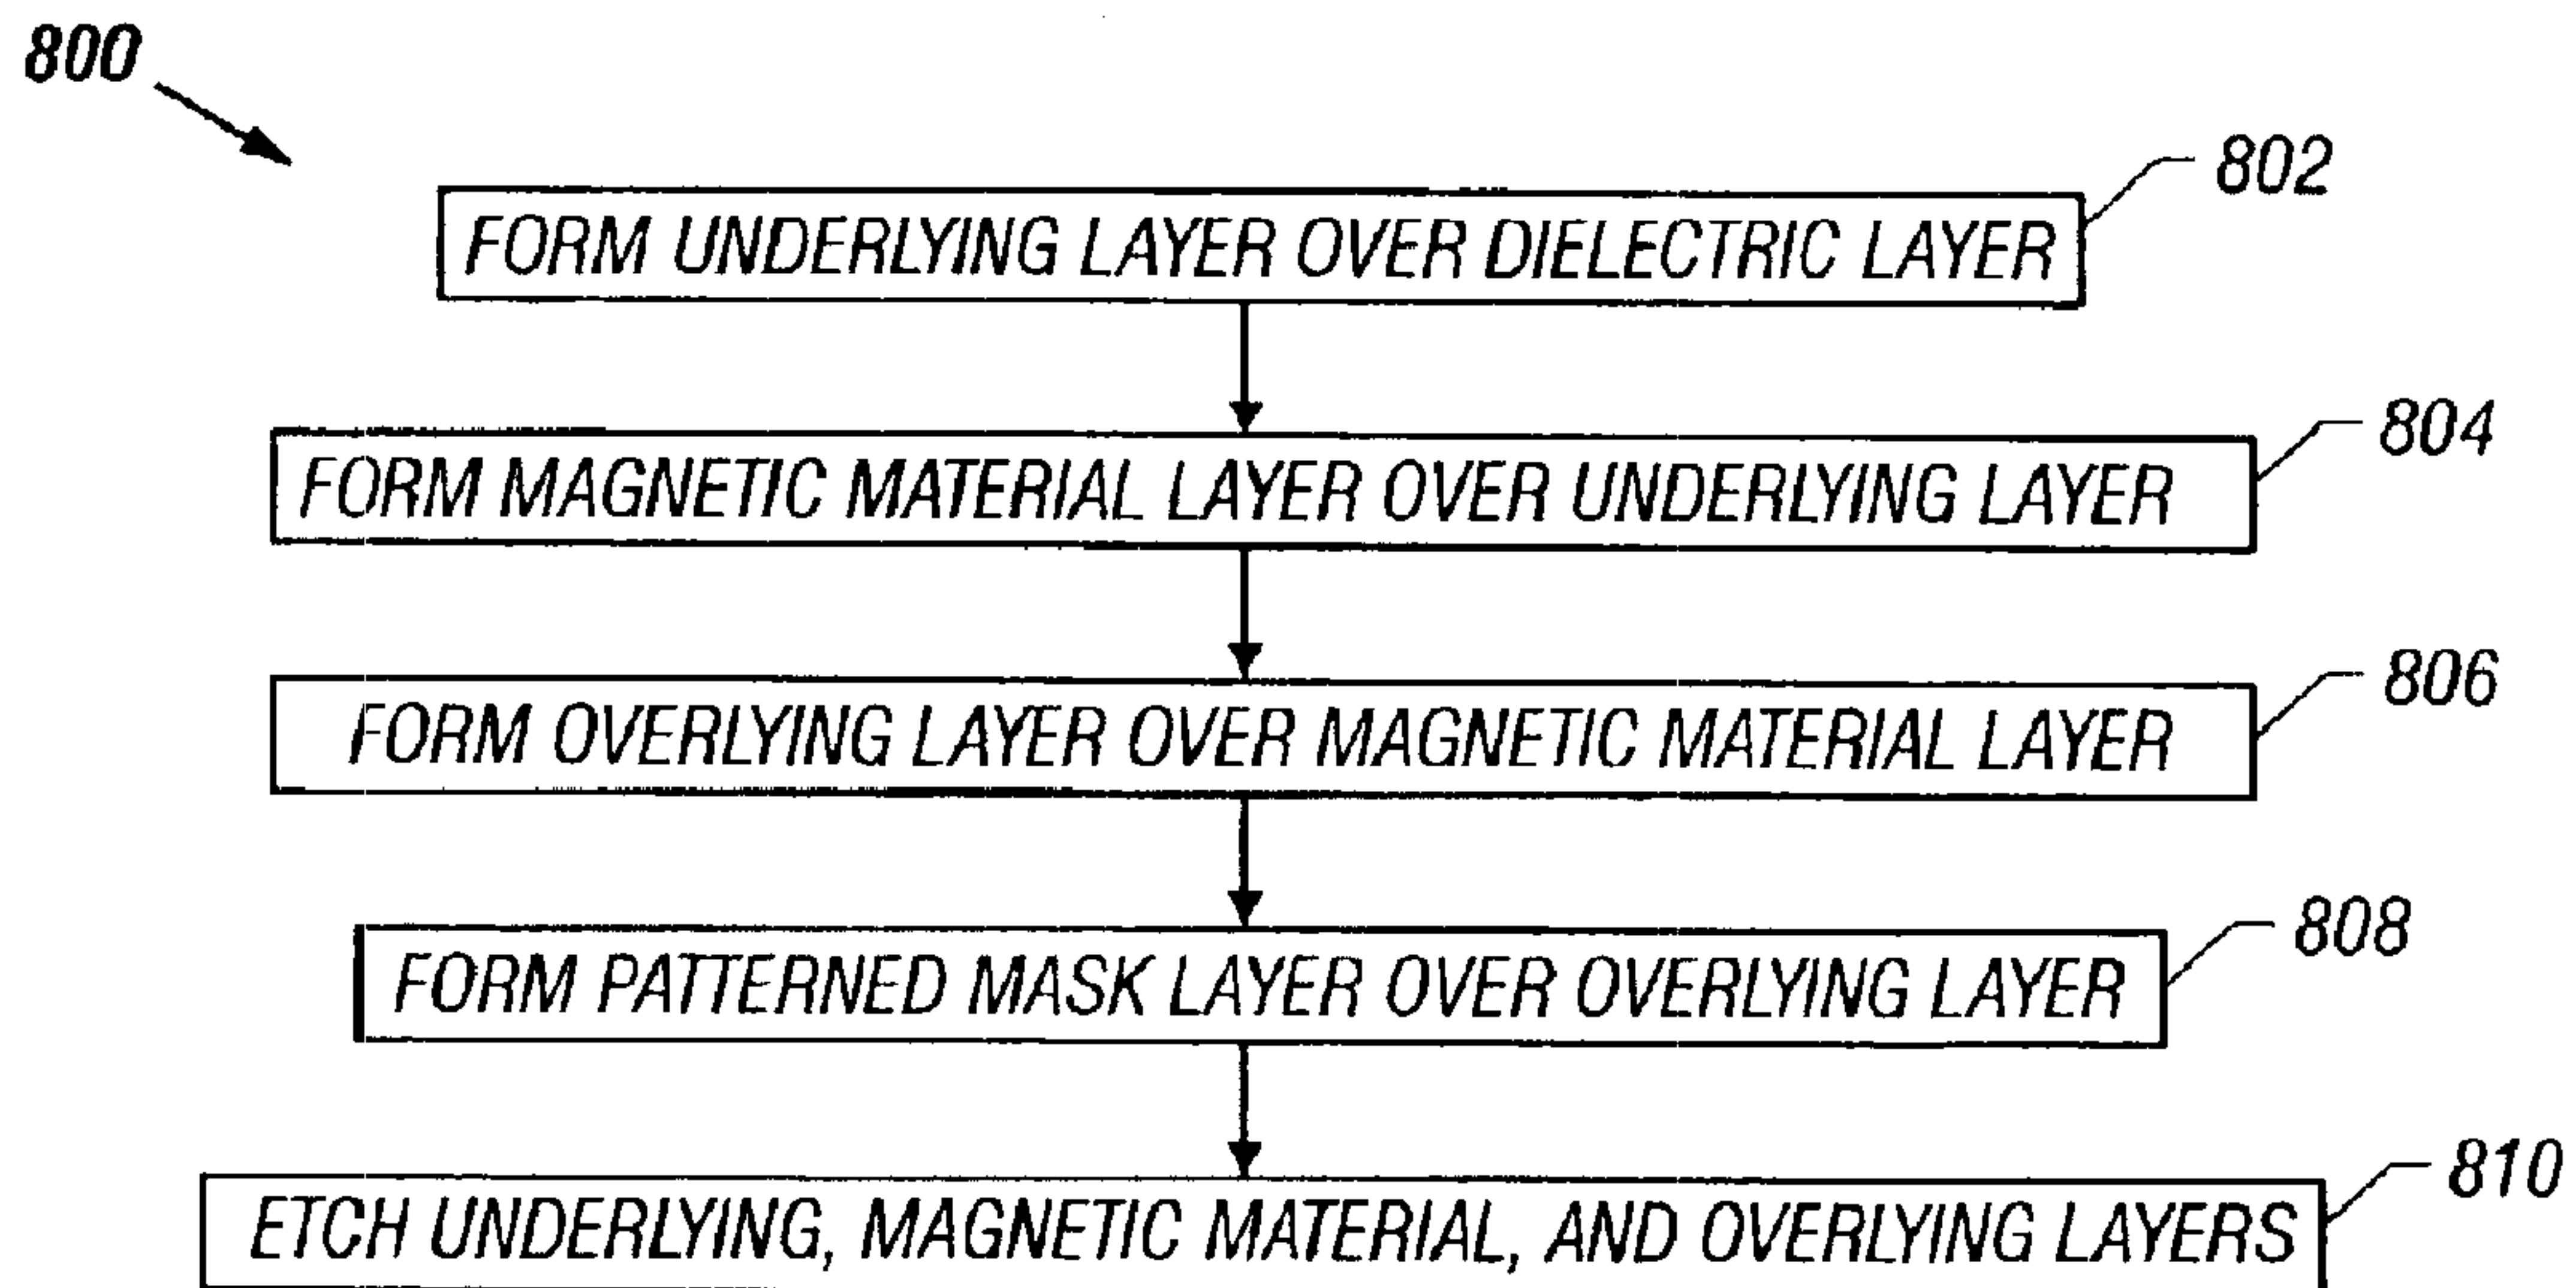 800
802
FORM UNDERLYING LAYER OVER DIELECTRIC LAYER
804
FORM MAGNETIC MATERIAL LAYER OVER UNDERLYING LAYER
806
FORM OVERLYING LAYER OVER MAGNETIC MATERIAL LAYER
808
FORM PATTERNED MASK LAYER OVER OVERLYING LAYER
810
ETCH UNDERLYING, MAGNETIC MATERIAL, AND OVERLYING LAYERS